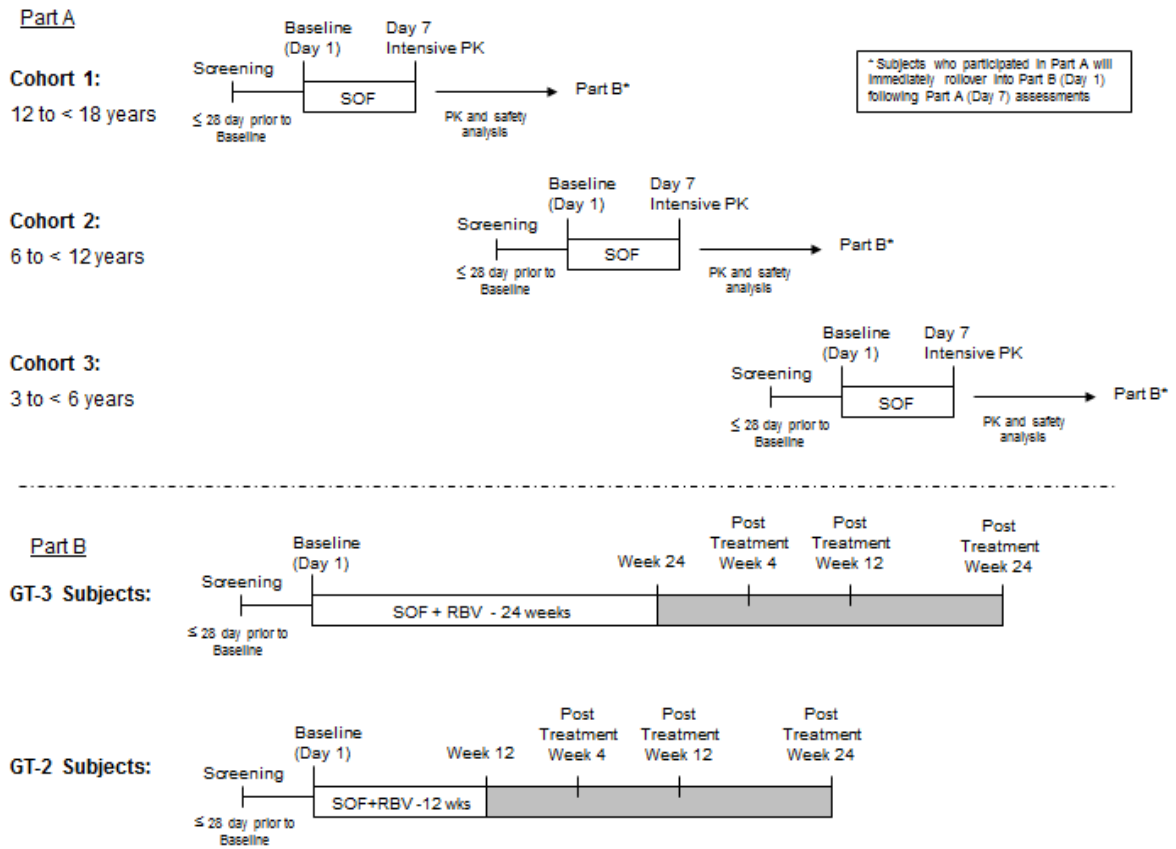 Part A
Cohort 1:
12 to < 18 years
Screening
Baseline
(Day 1)
Day 7
Intensive PK
SOF
≤ 28 day prior to
Baseline
PK and safety
analysis
Part B*
* Subjects who participated in Part A will
immediately rollover into Part B (Day 1)
following Part A (Day 7) assessments
Cohort 2:
6 to < 12 years
Screening
Baseline
(Day 1)
Day 7
Intensive PK
SOF
≤ 28 day prior to
Baseline
PK and safety
analysis
Part B*
Cohort 3:
3 to < 6 years
Screening
Baseline
(Day 1)
Day 7
Intensive PK
SOF
≤ 28 day prior to
Baseline
PK and safety
analysis
Part B*
Part B
GT-3 Subjects:
Screening
Baseline
(Day 1)
≤ 28 day prior to
Baseline
SOF + RBV - 24 weeks
Week 24
Post
Treatment
Week 4
Post
Treatment
Week 12
Post
Treatment
Week 24
GT-2 Subjects:
Screening
Baseline
(Day 1)
≤ 28 day prior to
Baseline
SOF+RBV -12 wks
Week 12
Post
Treatment
Week 4
Post
Treatment
Week 12
Post
Treatment
Week 24